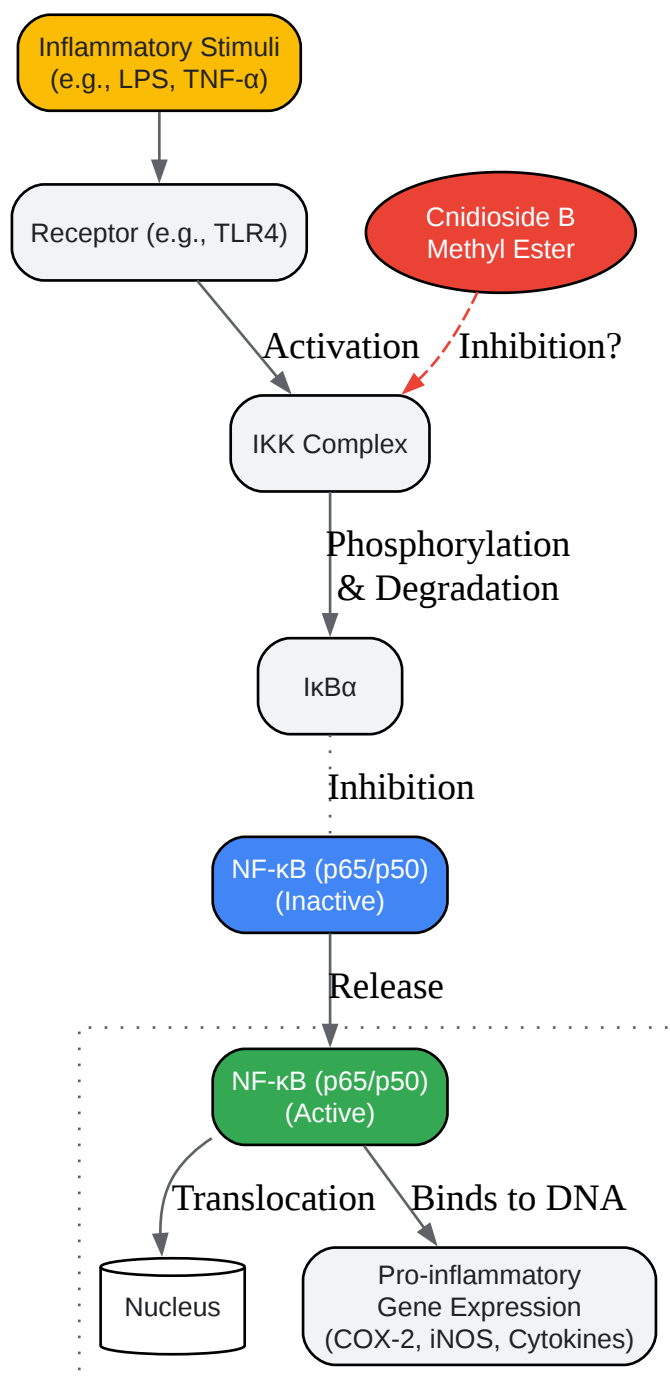 Inflammatory Stimuli
(e.g., LPS, TNF-α)
Receptor (e.g., TLR4)
Cnidioside B
Methyl Ester
Activation
Inhibition?
IKK Complex
Phosphorylation
& Degradation
IκBα
Inhibition
NF-κB (p65/p50)
(Inactive)
Release
NF-κB (p65/p50)
(Active)
Translocation
Binds to DNA
Nucleus
Pro-inflammatory
Gene Expression
(COX-2, iNOS, Cytokines)